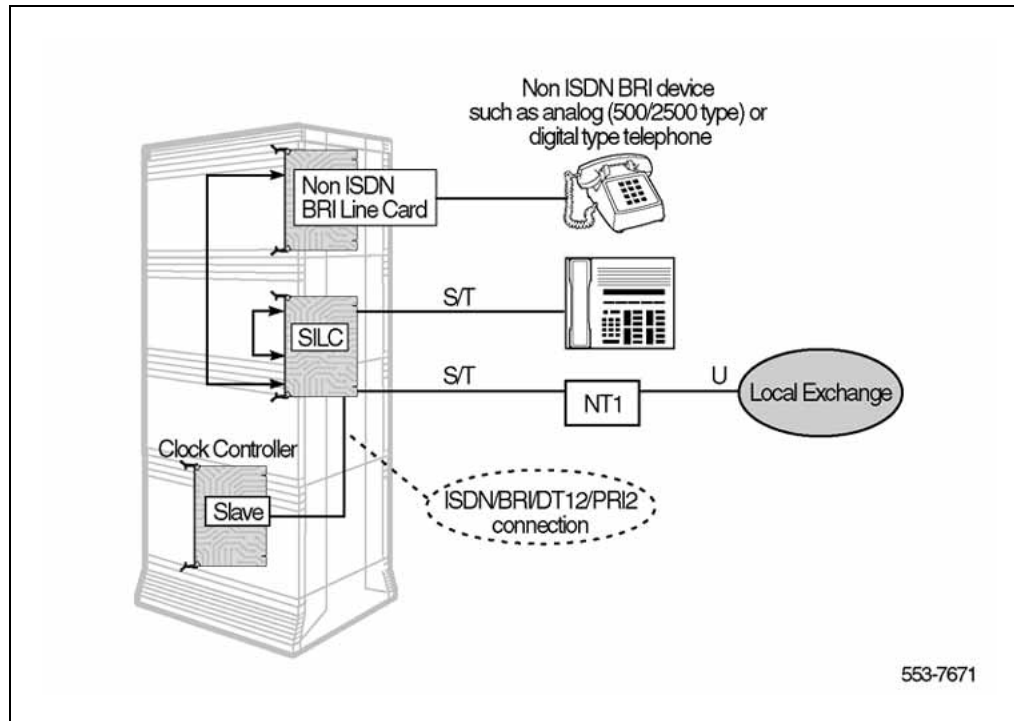 Non ISDN BRI device
such as analog (500/2500 type) or
digital type telephone
Non ISDN
BRI Line Card
S/T
SILC
S/T
NT1
U
Local Exchange
Clock Controller
Slave
ISDN/BRI/DT12/PRI2
connection
553-7671